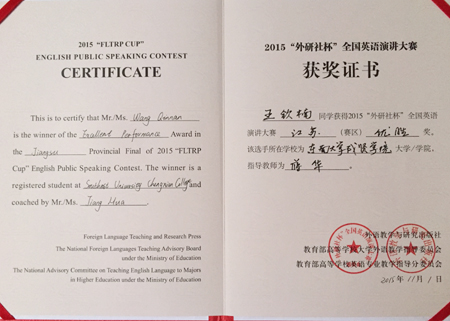 2015 “FLTRP CUP”
ENGLISH PUBLIC SPEAKING CONTEST
CERTIFICATE
This is to certify that Mr./Ms. Wang Qinnan
is the winner of the Excellent Performance Award in
the Jiangsu Provincial Final of 2015 “FLTRP
Cup” English Public Speaking Contest. The winner is a
registered student at Southeast University Chengxian College and
coached by Mr./Ms. Jiang Hua.
Foreign Language Teaching and Research Press
The National Foreign Languages Teaching Advisory Board
under the Ministry of Education
The National Advisory Committee on Teaching English Language to Majors
in Higher Education under the Ministry of Education
2015 “外研社杯” 全国英语演讲大赛
获奖证书
王钦楠 同学获得2015 “外研社杯” 全国英语
演讲大赛 江苏 (赛区) 优胜 奖。
该选手所在学校为 东南大学成贤学院 大学/学院,
指导教师为 蒋华。
外语教学与研究出版社
教育部高等学校大学外语教学指导委员会
教育部高等学校英语专业教学指导分委员会
2015年11月1日